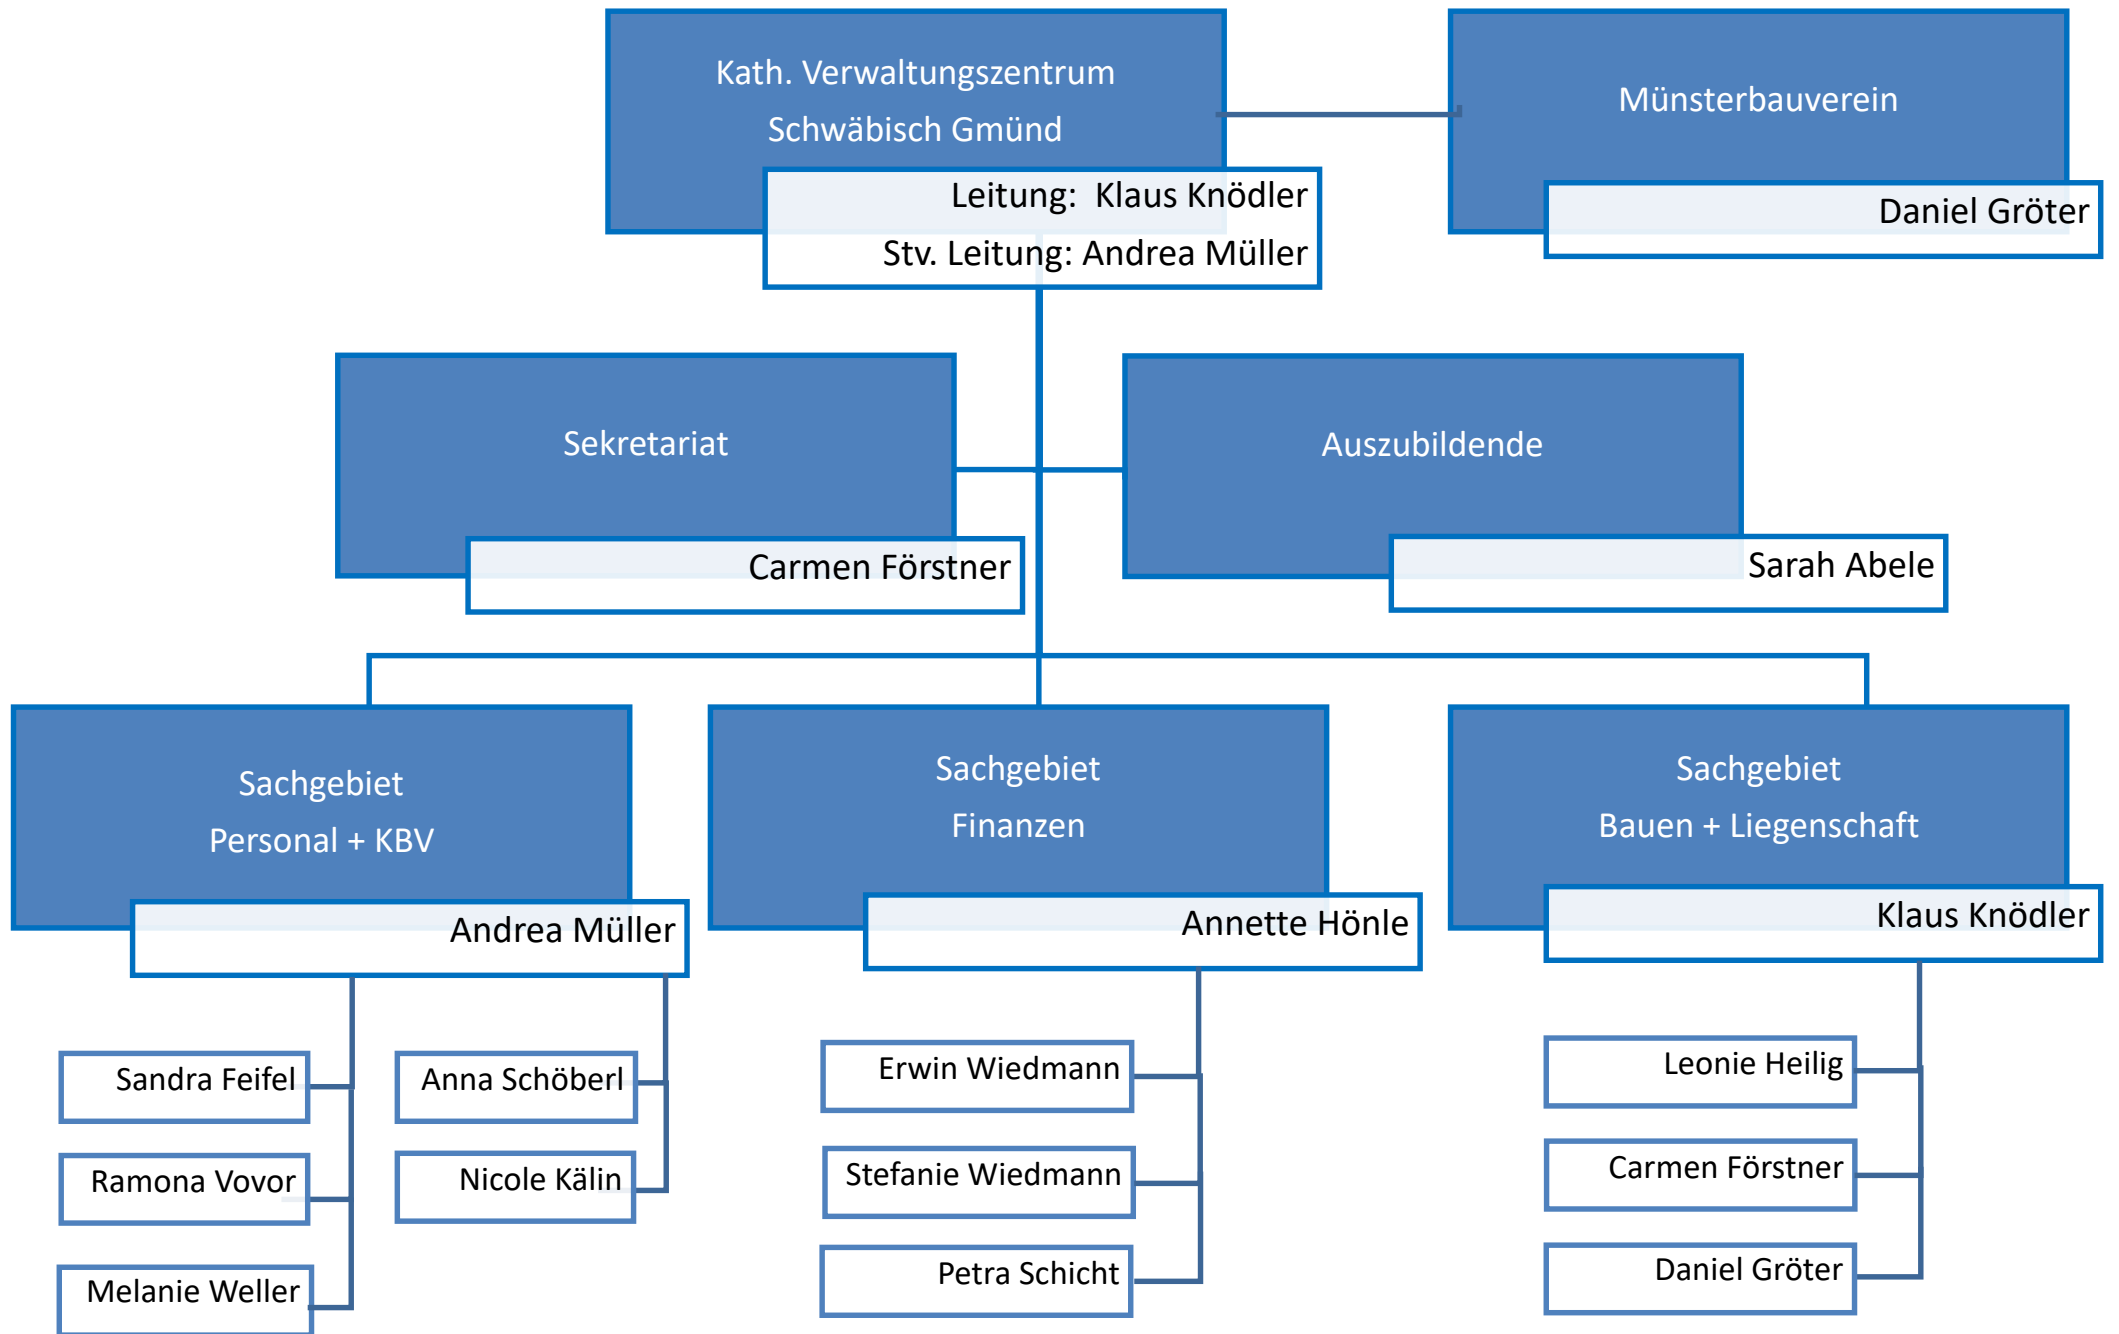 Kath. Verwaltungszentrum
Schwäbisch Gmünd
Leitung:  Klaus Knödler
Stv. Leitung: Andrea Müller
Münsterbauverein
Daniel Gröter
Sekretariat
Carmen Förstner
Auszubildende
Sarah Abele
Sachgebiet
Personal + KBV
Andrea Müller
Sandra Feifel
Ramona Vovor
Melanie Weller
Anna Schöberl
Nicole Kälin
Sachgebiet
Finanzen
Annette Hönle
Erwin Wiedmann
Stefanie Wiedmann
Petra Schicht
Sachgebiet
Bauen + Liegenschaft
Klaus Knödler
Leonie Heilig
Carmen Förstner
Daniel Gröter